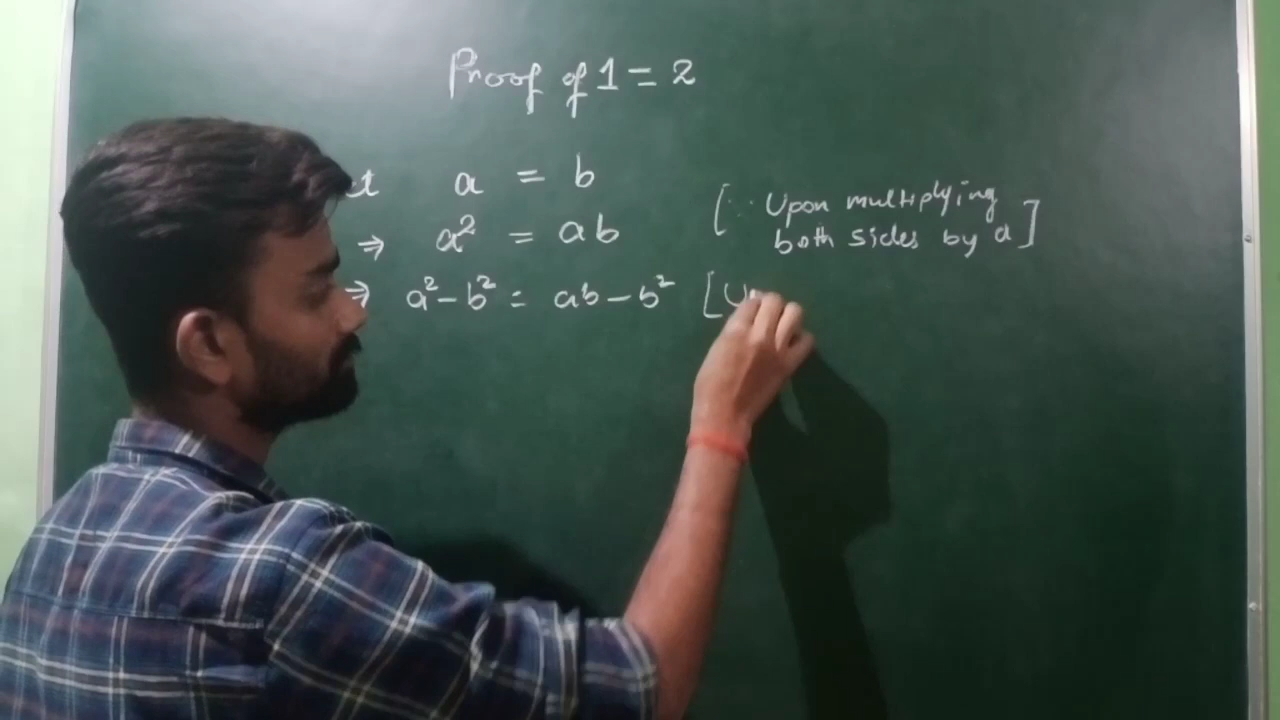 Proof of 1 = 2
a = b
⇒ a² = ab
[∵ Upon multiplying
both sides by a]
⇒ a² - b² = ab - b² [U